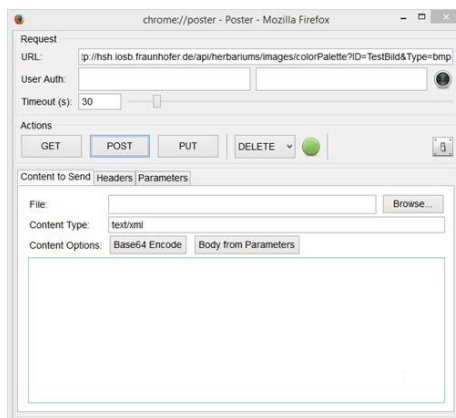 chrome://poster - Poster - Mozilla Firefox
Request
URL: tp://hsh.iosb.fraunhofer.de/api/herbariums/images/colorPalette?ID=TestBild&Type=bmp
User Auth:
Timeout (s): 30
Actions
GET POST PUT DELETE
Content to Send Headers Parameters
File: Browse...
Content Type: text/xml
Content Options: Base64 Encode Body from Parameters